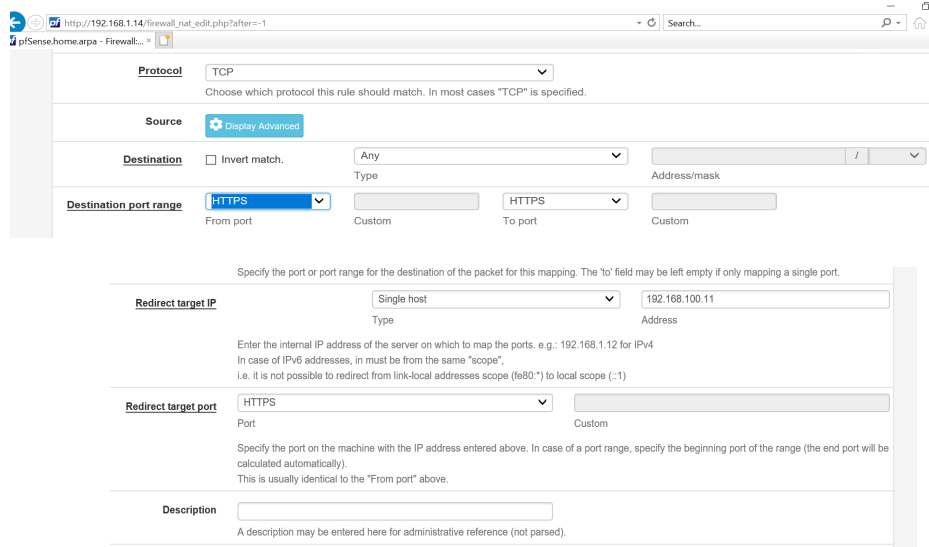 http://192.168.1.14/firewall_nat_edit.php?after=-1
Search...
pfSense.home.arpa - Firewall:...
Protocol
TCP
Choose which protocol this rule should match. In most cases "TCP" is specified.
Source
Display Advanced
Destination
Invert match.
Any
/
Type
Address/mask
Destination port range
HTTPS
HTTPS
From port
Custom
To port
Custom
Specify the port or port range for the destination of the packet for this mapping. The 'to' field may be left empty if only mapping a single port.
Redirect target IP
Single host
192.168.100.11
Type
Address
Enter the internal IP address of the server on which to map the ports. e.g.: 192.168.1.12 for IPv4
In case of IPv6 addresses, in must be from the same "scope",
i.e. it is not possible to redirect from link-local addresses scope (fe80:*) to local scope (::1)
Redirect target port
HTTPS
Port
Custom
Specify the port on the machine with the IP address entered above. In case of a port range, specify the beginning port of the range (the end port will be
calculated automatically).
This is usually identical to the "From port" above.
Description
A description may be entered here for administrative reference (not parsed).